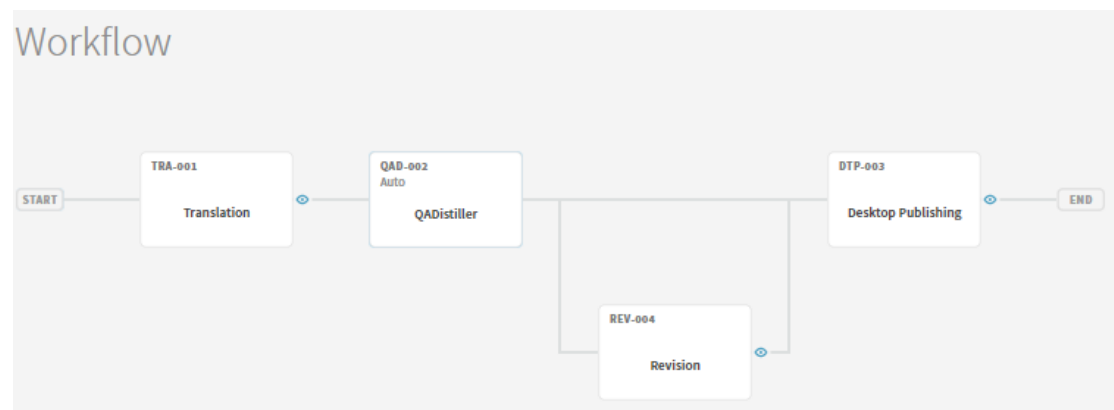 Workflow
TRA-001
Translation
QAD-002
Auto
QADistiller
DTP-003
Desktop Publishing
START
END
REV-004
Revision